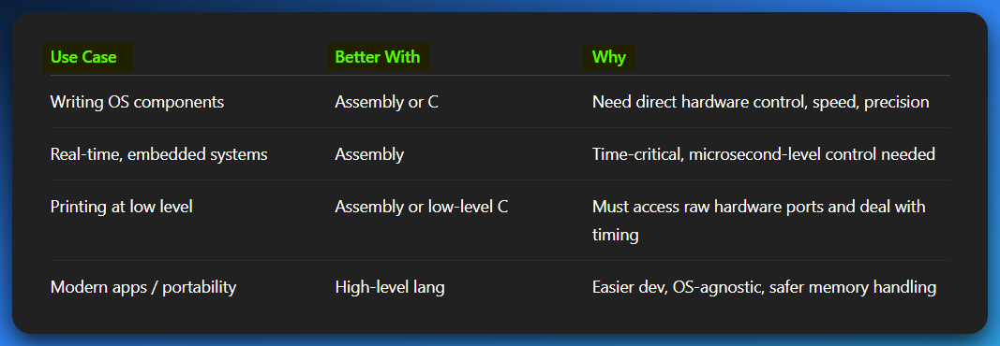 Use Case Better With Why
Writing OS components Assembly or C Need direct hardware control, speed, precision
Real-time, embedded systems Assembly Time-critical, microsecond-level control needed
Printing at low level Assembly or low-level C Must access raw hardware ports and deal with
timing
Modern apps / portability High-level lang Easier dev, OS-agnostic, safer memory handling